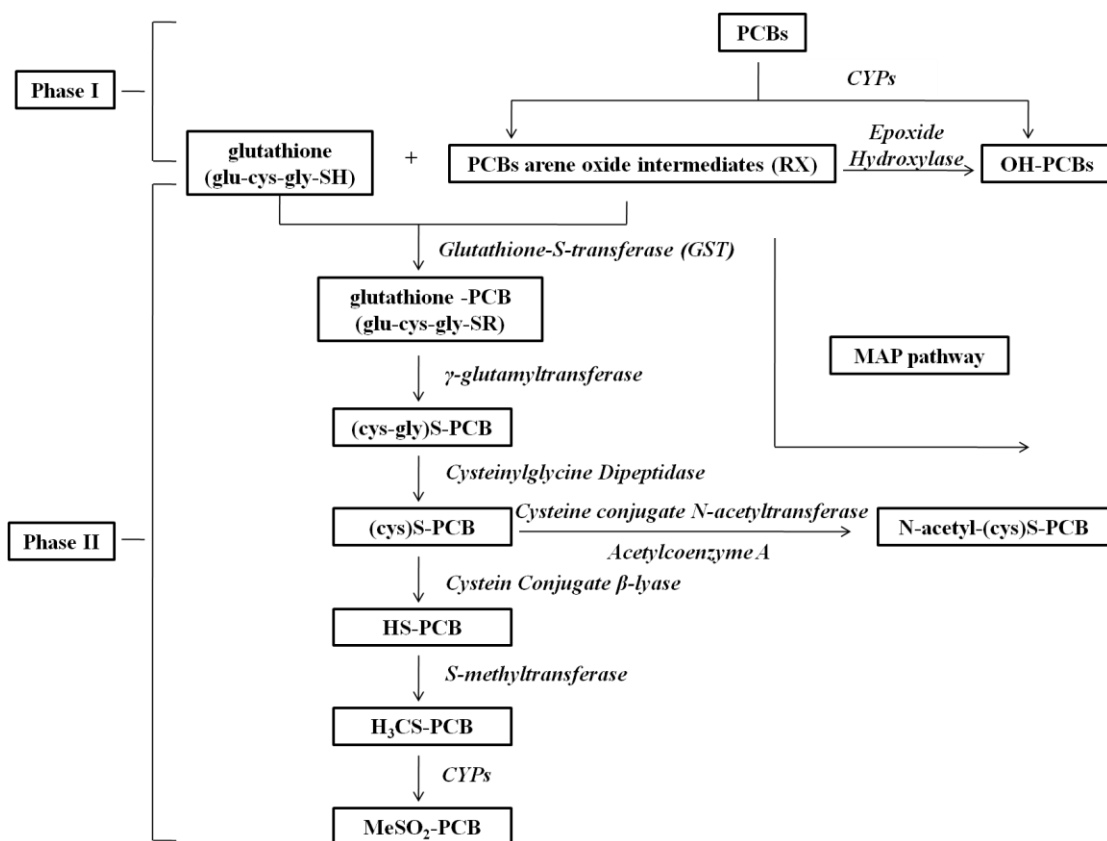 PCBs
CYPs
Phase I
Epoxide
Hydroxylase
glutathione
(glu-cys-gly-SH)
+
PCBs arene oxide intermediates (RX)
OH-PCBs
Glutathione-S-transferase (GST)
glutathione -PCB
(glu-cys-gly-SR)
MAP pathway
γ-glutamyltransferase
(cys-gly)S-PCB
Cysteinylglycine Dipeptidase
Phase II
(cys)S-PCB
Cysteine conjugate N-acetyltransferase
Acetylcoenzyme A
N-acetyl-(cys)S-PCB
Cystein Conjugate β-lyase
HS-PCB
S-methyltransferase
H₃CS-PCB
CYPs
MeSO₂-PCB